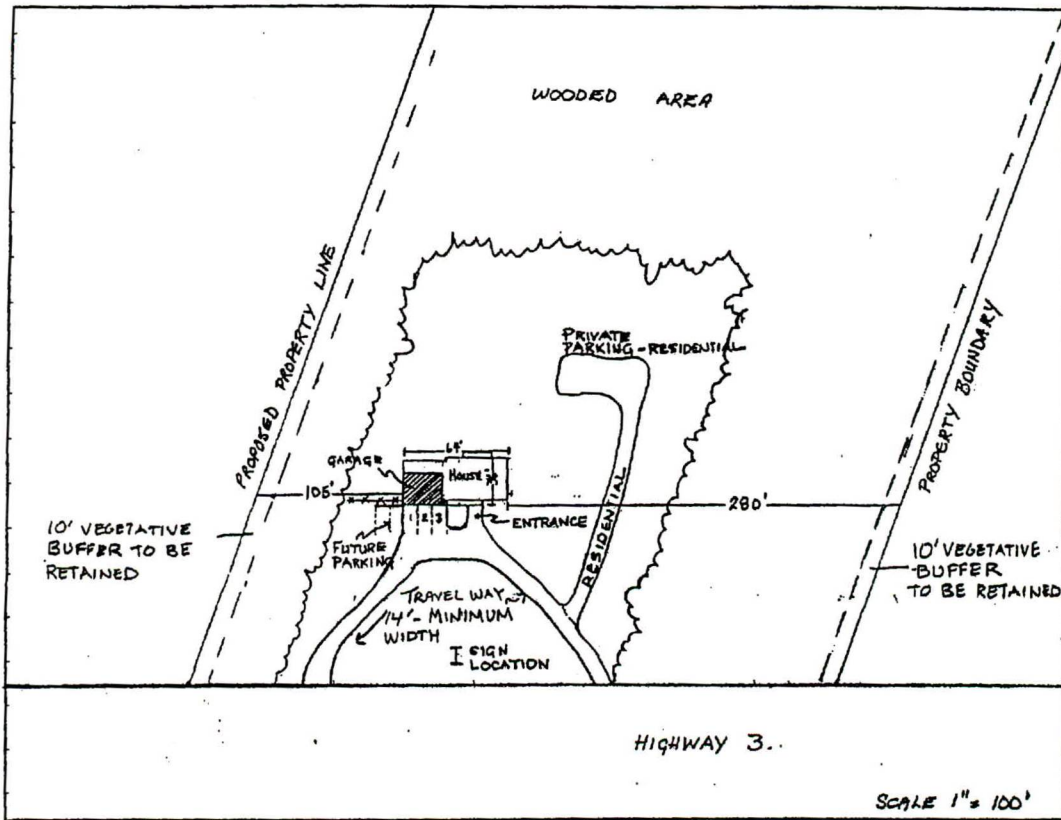 WOODED AREA
PROPOSED PROPERTY LINE
PROPERTY BOUNDARY
PRIVATE
PARKING - RESIDENTIAL
64'
GARAGE
HOUSE
105'
280'
1 2 3
ENTRANCE
FUTURE
PARKING
RESIDENTIAL
10' VEGETATIVE
BUFFER TO BE
RETAINED
10' VEGETATIVE
BUFFER
TO BE RETAINED
TRAVEL WAY
14' - MINIMUM
WIDTH
SIGN
LOCATION
HIGHWAY 3.
SCALE 1" = 100'